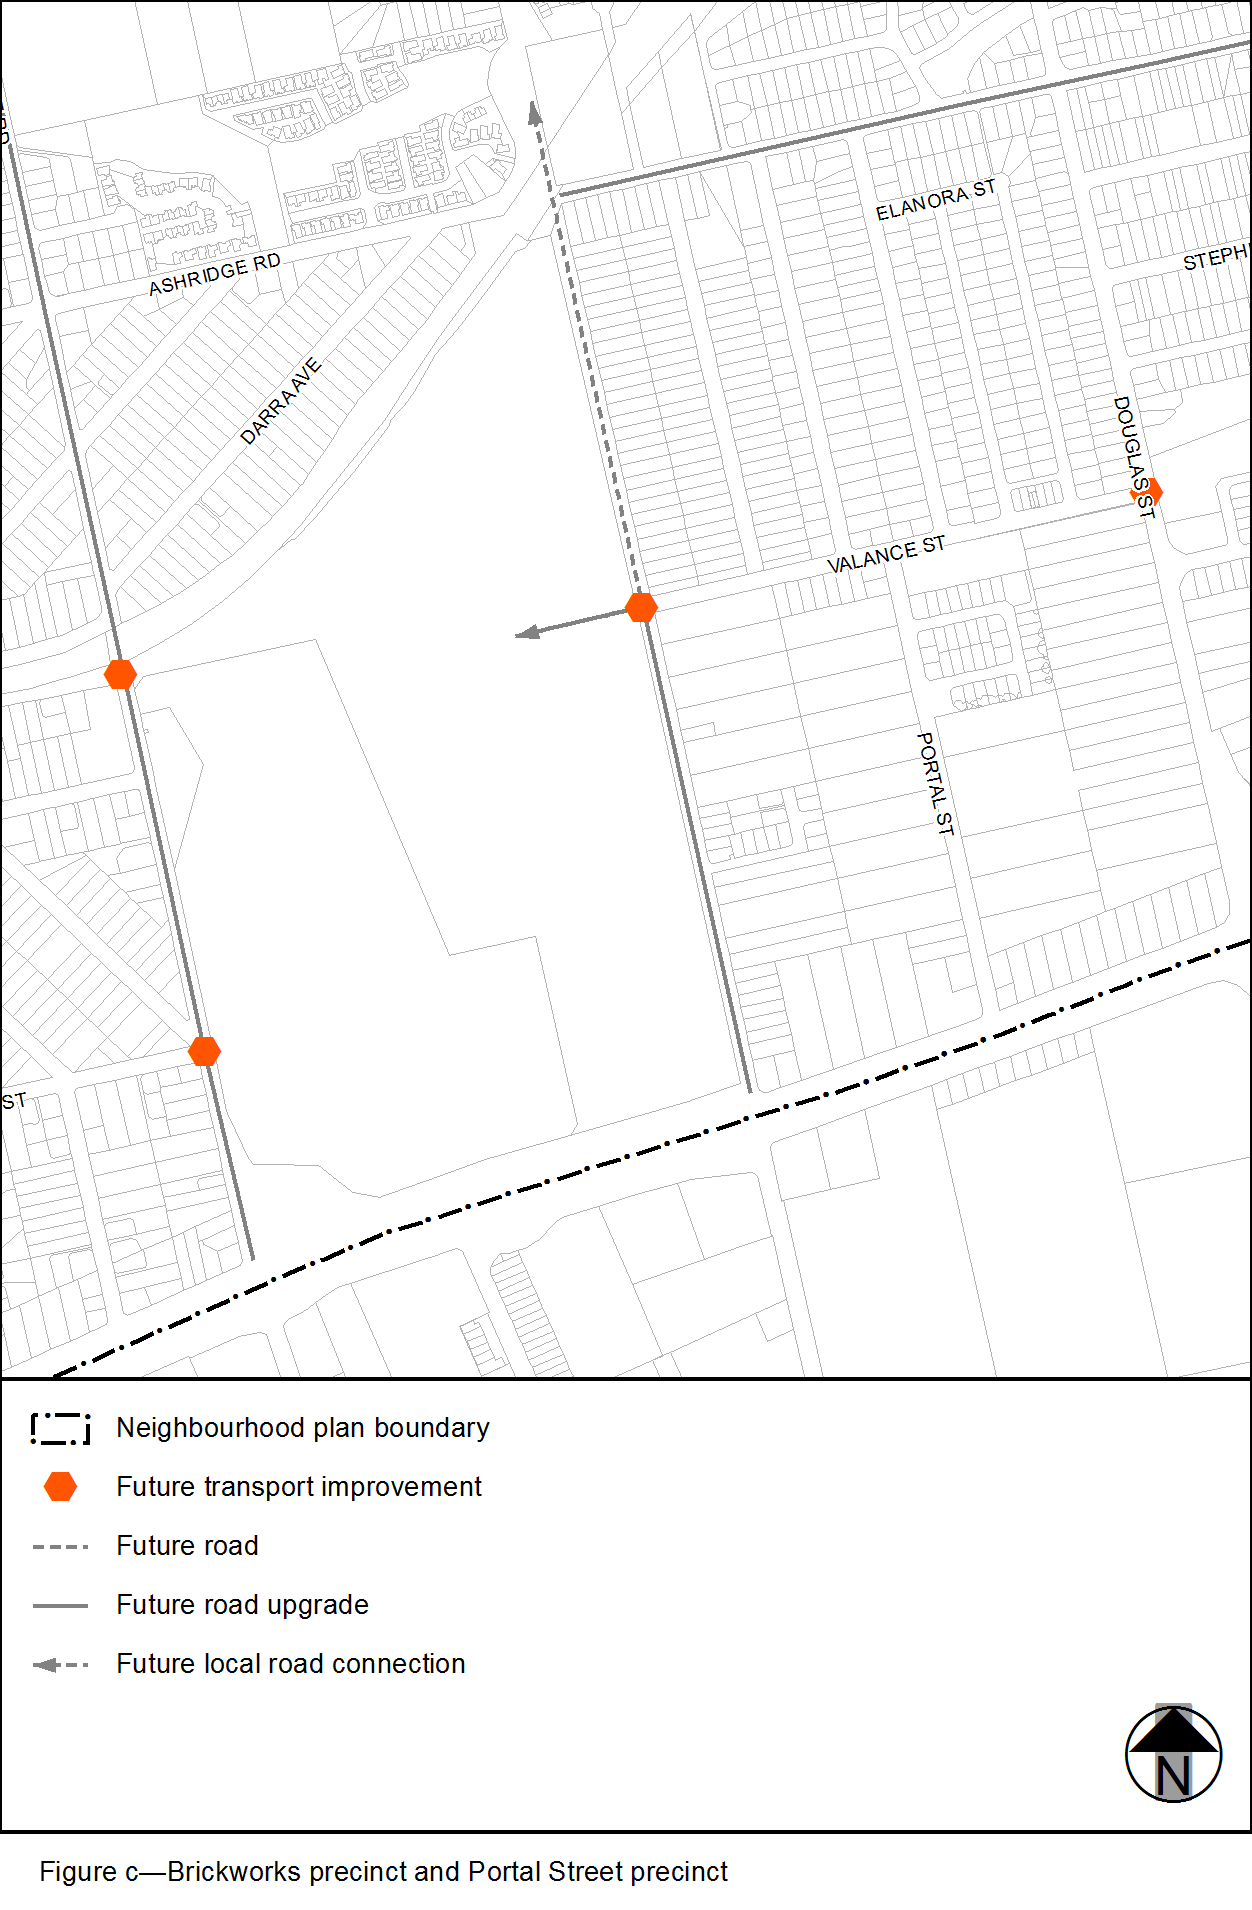 ELANORA ST
ASHRIDGE RD
DARRA AVE
DOUGLAS ST
VALANCE ST
PORTAL ST
ST
Neighbourhood plan boundary
Future transport improvement
Future road
Future road upgrade
Future local road connection
N
Figure c—Brickworks precinct and Portal Street precinct